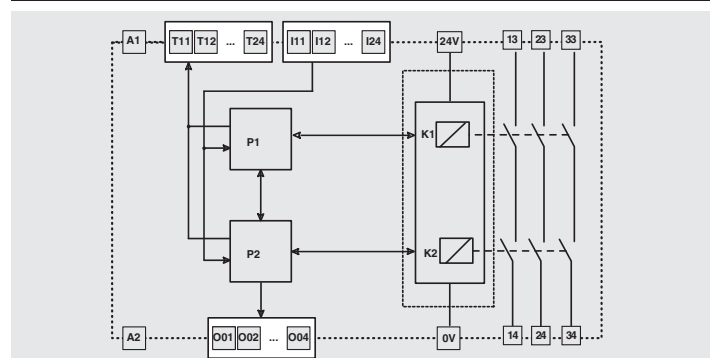 A1 T11 T12 ... T24 I11 I12 ... I24 24V 13 23 33
K1
P1
P2
K2
A2 O01 O02 ... O04 0V 14 24 34